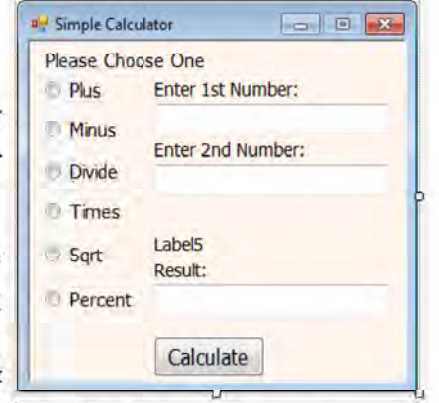 Simple Calculator
Please Choose One
Plus
Enter 1st Number:
Minus
Enter 2nd Number:
Divide
Times
Sqrt
Label5
Result:
Percent
Calculate